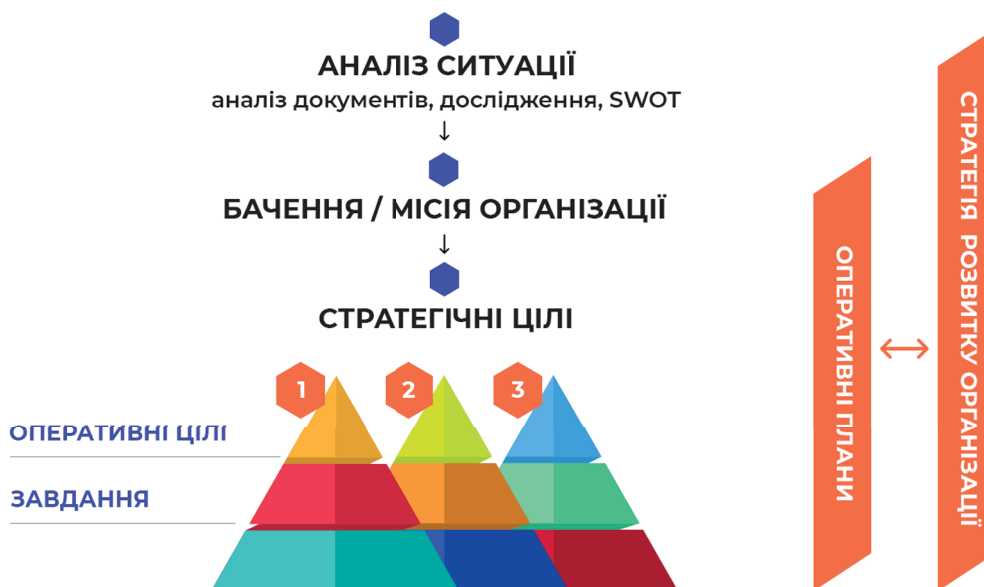 АНАЛІЗ СИТУАЦІЇ
аналіз документів, дослідження, SWOT
↓
БАЧЕННЯ / МІСІЯ ОРГАНІЗАЦІЇ
↓
СТРАТЕГІЧНІ ЦІЛІ
1 2 3
ОПЕРАТИВНІ ЦІЛІ
ЗАВДАННЯ
ОПЕРАТИВНІ ПЛАНИ
СТРАТЕГІЯ РОЗВИТКУ ОРГАНІЗАЦІЇ